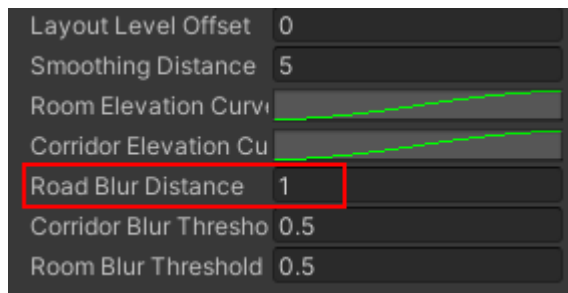 Layout Level Offset 0
Smoothing Distance 5
Room Elevation Curv
Corridor Elevation Cu
Road Blur Distance 1
Corridor Blur Thresho 0.5
Room Blur Threshold 0.5